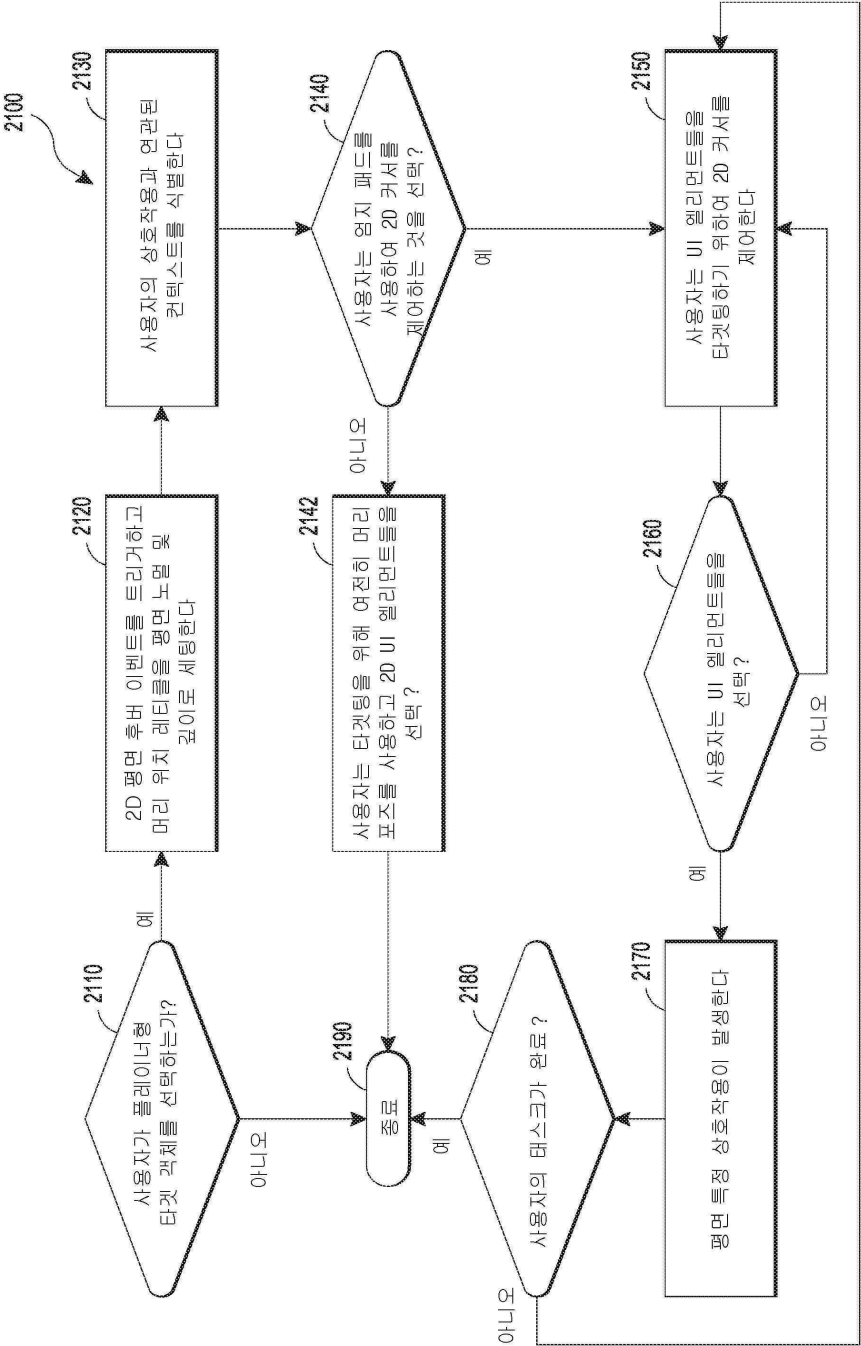 2100
2110
사용자가 플레이너형
타겟 객체를 선택하는가?
예
아니오
2120
2D 평면 후버 이벤트를 트리거하고
머리 위치 레티클을 평면 노멀 및
깊이로 세팅한다
2130
사용자의 상호작용과 연관된
컨텍스트를 식별한다
2140
사용자는 엄지 패드를
사용하여 2D 커서를
제어하는 것을 선택?
아니오
예
2142
사용자는 타겟팅을 위해 여전히 머리
포즈를 사용하고 2D UI 엘리먼트들을
선택?
2190
종료
2150
사용자는 UI 엘리먼트들을
타겟팅하기 위하여 2D 커서를
제어한다
2160
사용자는 UI 엘리먼트들을
선택?
아니오
예
2170
평면 특정 상호작용이 발생한다
2180
사용자의 태스크가 완료?
예
아니오